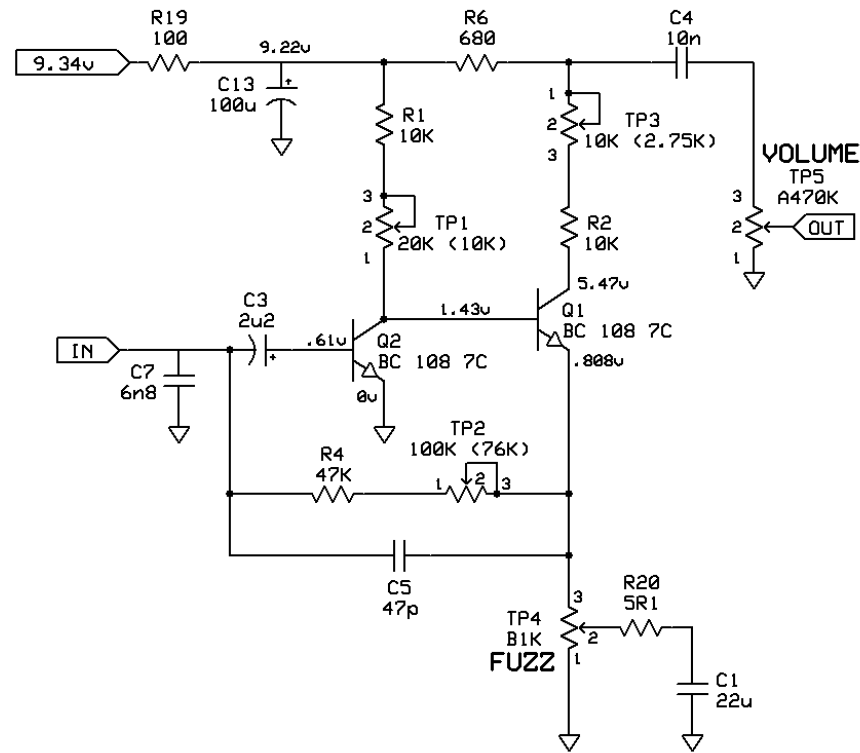 R19
100
9.34v
9.22v
C13
100u
+
R6
680
C4
10n
R1
10K
1
2
3
TP3
10K (2.75K)
VOLUME
TP5
A470K
3
2
1
OUT
3
2
1
TP1
20K (10K)
R2
10K
5.47v
Q1
BC 108 7C
1.43v
.808v
C3
2u2
+
.61v
Q2
BC 108 7C
0v
IN
C7
6n8
TP2
100K (76K)
R4
47K
1
2
3
C5
47p
TP4
B1K
FUZZ
3
2
1
R20
5R1
C1
22u